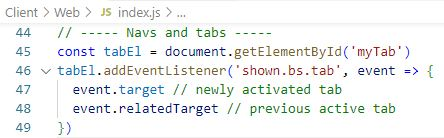 Client > Web > index.js > ...
44 // ----- Navs and tabs -----
45 const tabEl = document.getElementById('myTab')
46 tabEl.addEventListener('shown.bs.tab', event => {
47 event.target // newly activated tab
48 event.relatedTarget // previous active tab
49 })